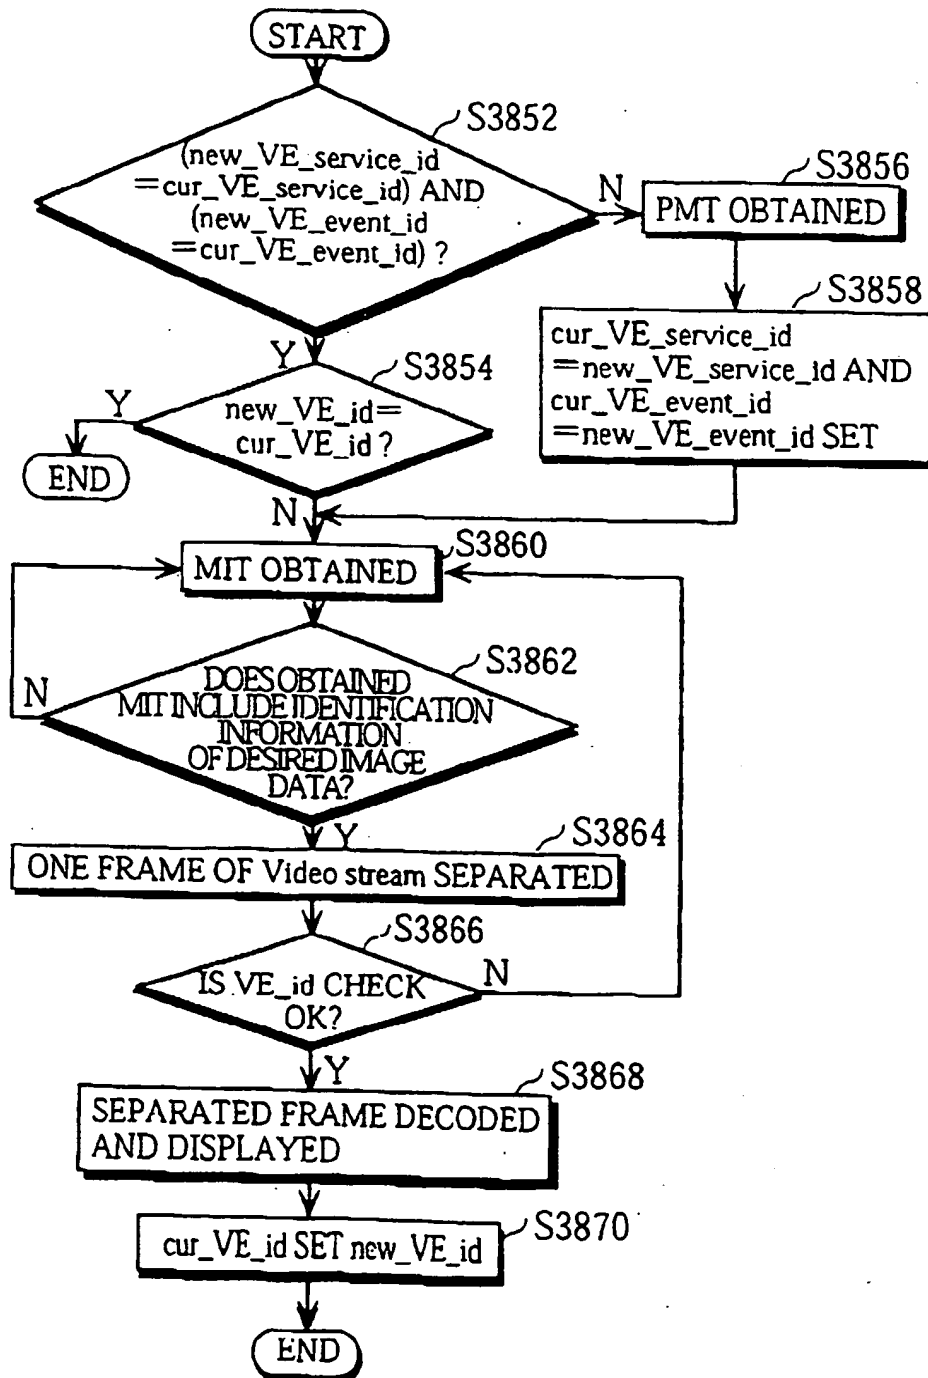 START
S3852
(new_VE_service_id
=cur_VE_service_id) AND
(new_VE_event_id
=cur_VE_event_id) ?
N
S3856
PMT OBTAINED
S3858
cur_VE_service_id
=new_VE_service_id AND
cur_VE_event_id
=new_VE_event_id SET
Y
S3854
new_VE_id=
cur_VE_id ?
Y
END
N
S3860
MIT OBTAINED
S3862
DOES OBTAINED
MIT INCLUDE IDENTIFICATION
INFORMATION
OF DESIRED IMAGE
DATA?
N
Y
S3864
ONE FRAME OF Video stream SEPARATED
S3866
IS VE_id CHECK
OK?
N
Y
S3868
SEPARATED FRAME DECODED
AND DISPLAYED
S3870
cur_VE_id SET new_VE_id
END